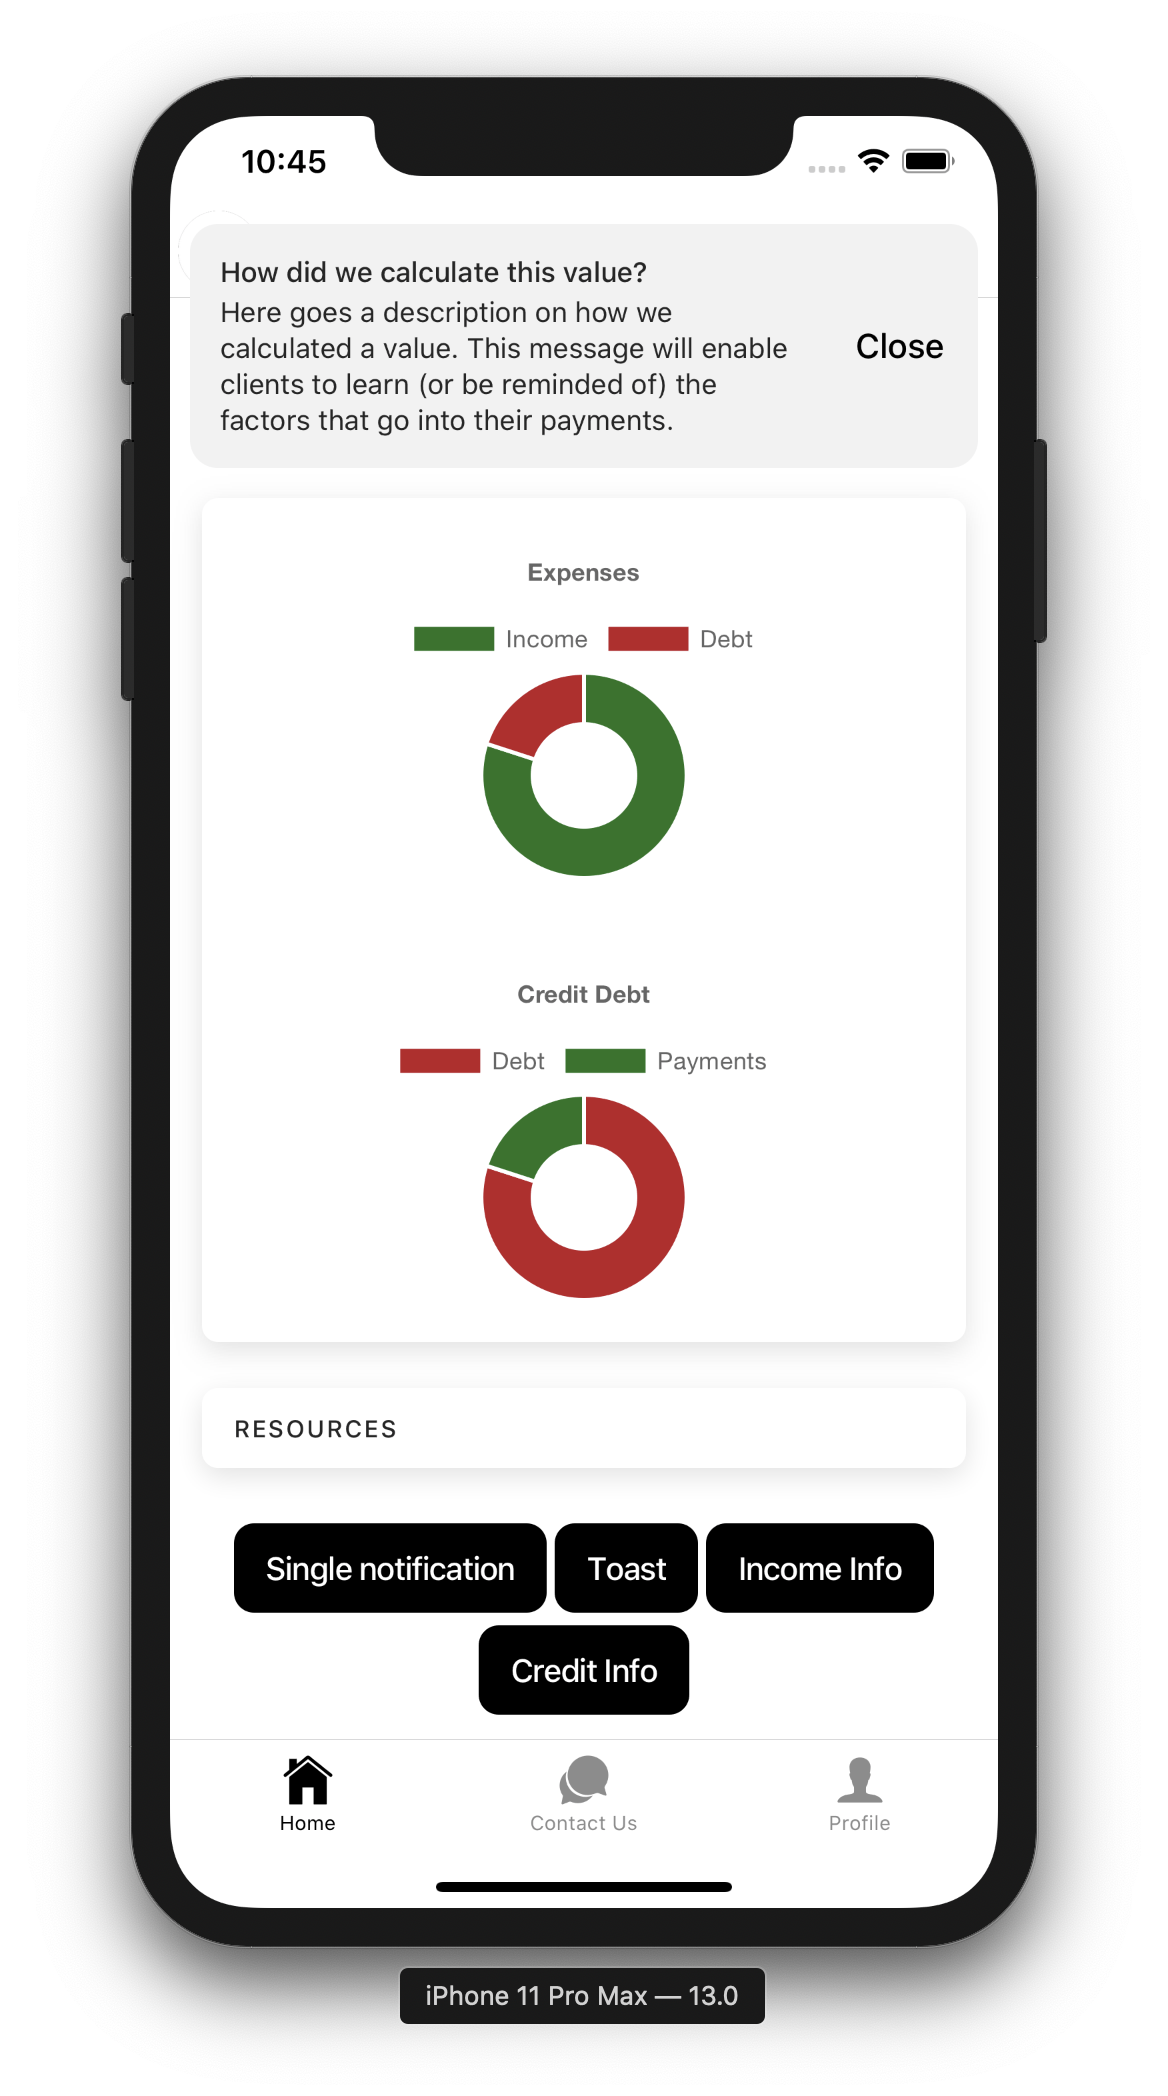 10:45
How did we calculate this value?
Here goes a description on how we
calculated a value. This message will enable
clients to learn (or be reminded of) the
factors that go into their payments.
Close
Expenses
Income Debt
Credit Debt
Debt Payments
RESOURCES
Single notification Toast Income Info
Credit Info
Home Contact Us Profile
iPhone 11 Pro Max — 13.0